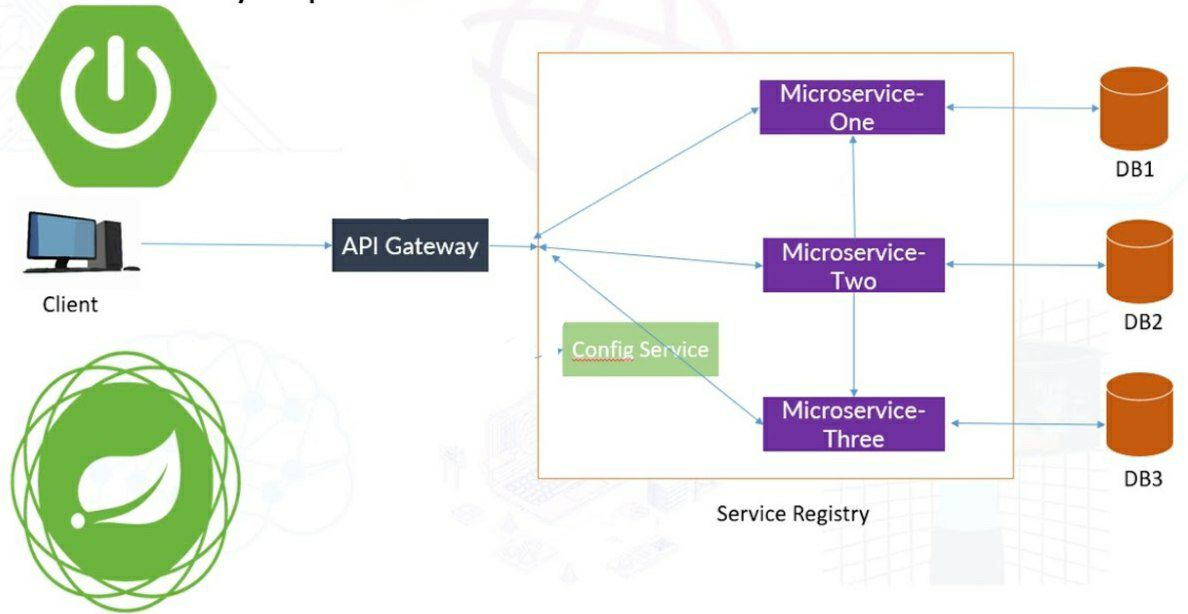 Microservice-
One
DB1
Client
API Gateway
Microservice-
Two
DB2
Config Service
Microservice-
Three
DB3
Service Registry